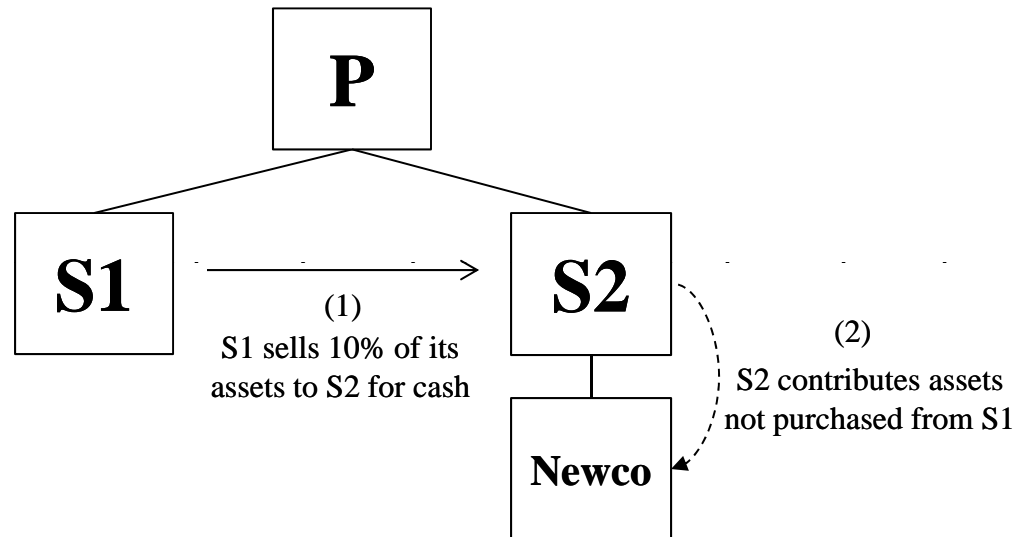 P
S1
S2
(1)
S1 sells 10% of its
assets to S2 for cash
(2)
S2 contributes assets
not purchased from S1
Newco